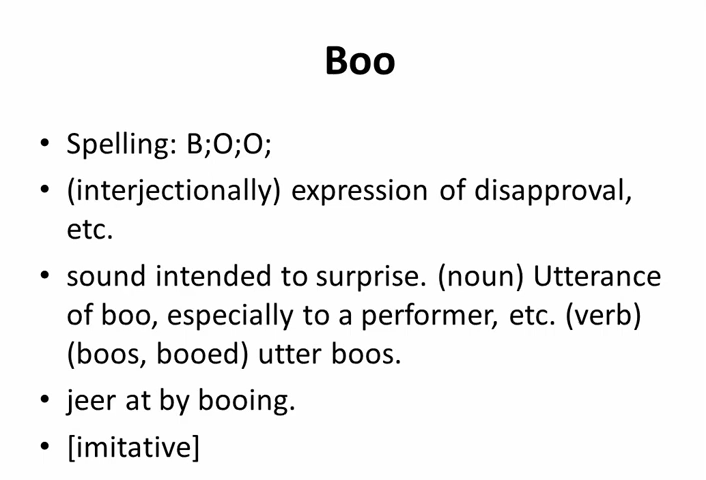 Boo
• Spelling: B;O;O;
• (interjectionally) expression of disapproval,
etc.
• sound intended to surprise. (noun) Utterance
of boo, especially to a performer, etc. (verb)
(boos, booed) utter boos.
• jeer at by booing.
• [imitative]